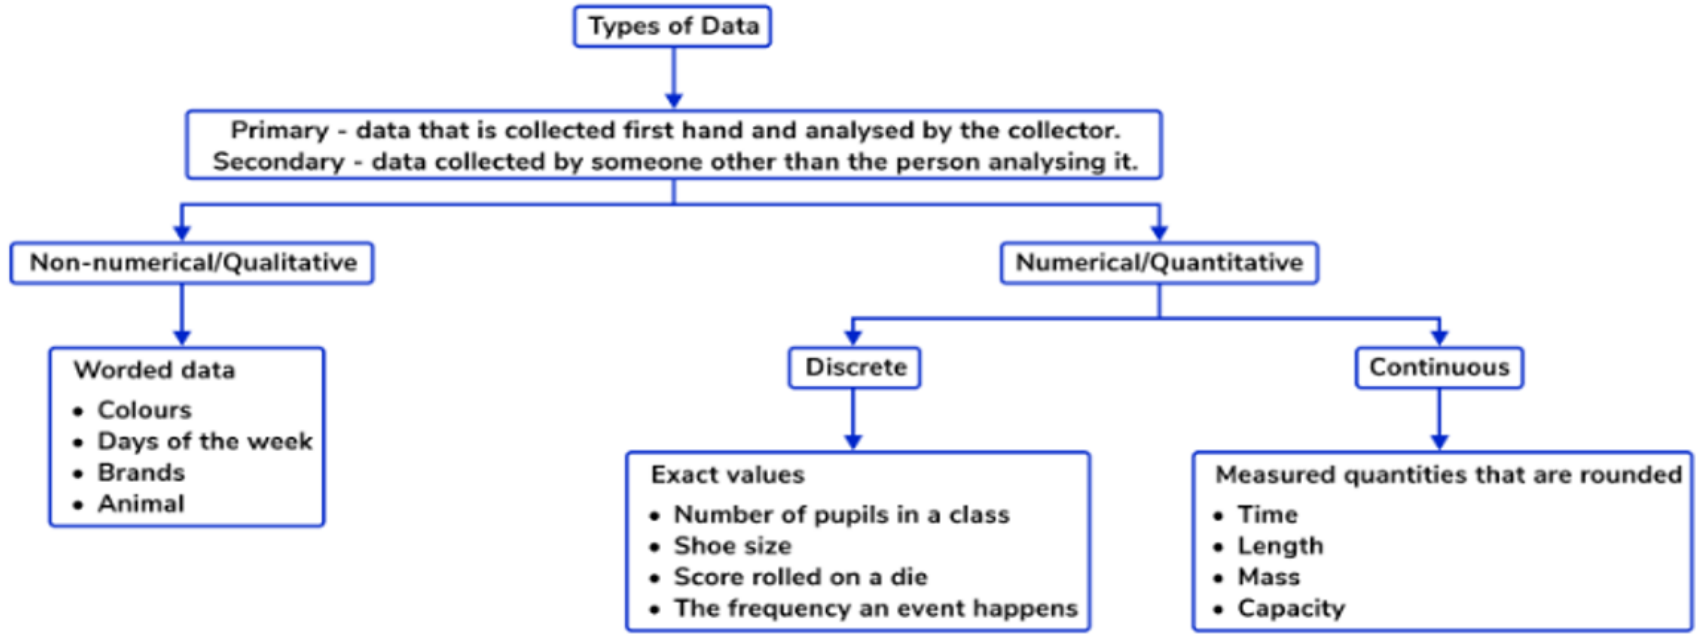 Types of Data
Primary - data that is collected first hand and analysed by the collector.
Secondary - data collected by someone other than the person analysing it.
Non-numerical/Qualitative
Numerical/Quantitative
Worded data
• Colours
• Days of the week
• Brands
• Animal
Discrete
Continuous
Exact values
• Number of pupils in a class
• Shoe size
• Score rolled on a die
• The frequency an event happens
Measured quantities that are rounded
• Time
• Length
• Mass
• Capacity